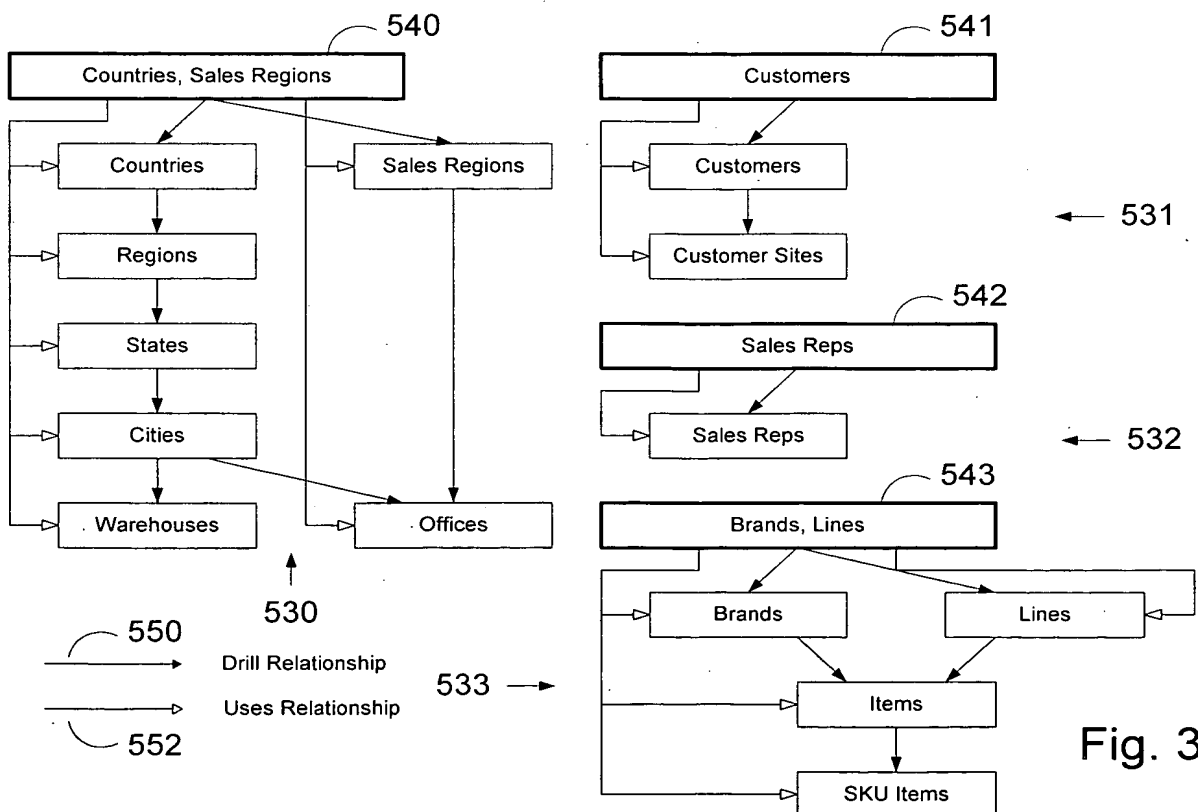 540
Countries, Sales Regions
Countries
Sales Regions
Regions
States
Cities
Warehouses
Offices
530
550
Drill Relationship
Uses Relationship
552
541
Customers
Customers
Customer Sites
531
542
Sales Reps
Sales Reps
532
543
Brands, Lines
Brands
Lines
533
Items
SKU Items
Fig. 3